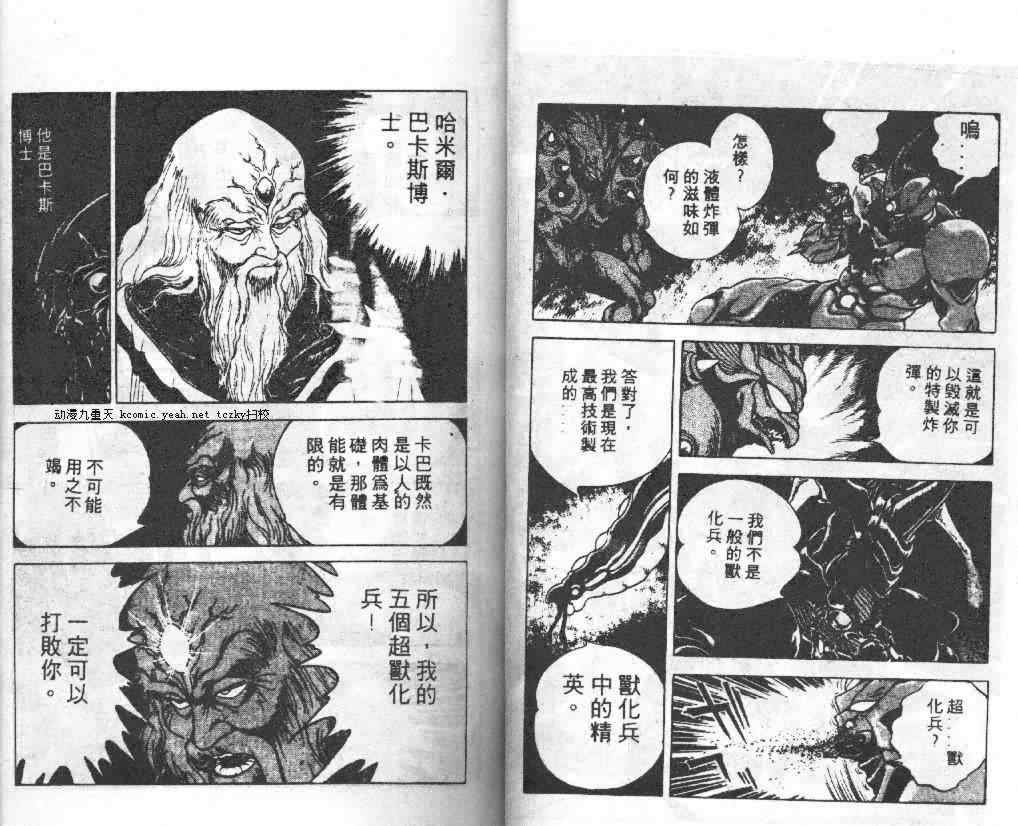 嗚....
怎樣?
液體炸彈
的滋味如
何?
這就是可
以毀滅你
的特製炸
彈。
答對了，
我們是現在
最高技術製
成的....
我們不是
一般的獸
化兵。
超...獸
化兵?
獸化兵
中的精
英。
哈米爾·
巴卡斯博
士。
他是巴卡斯
博士....
动漫九重天 kcomic.yeah.net tczky扫校
卡巴既然
是以人的
肉體為基
礎，那體
能就是有
限的。
不可能
用之不
竭。
所以，我的
五個超獸化
兵!
一定可以
打敗你。